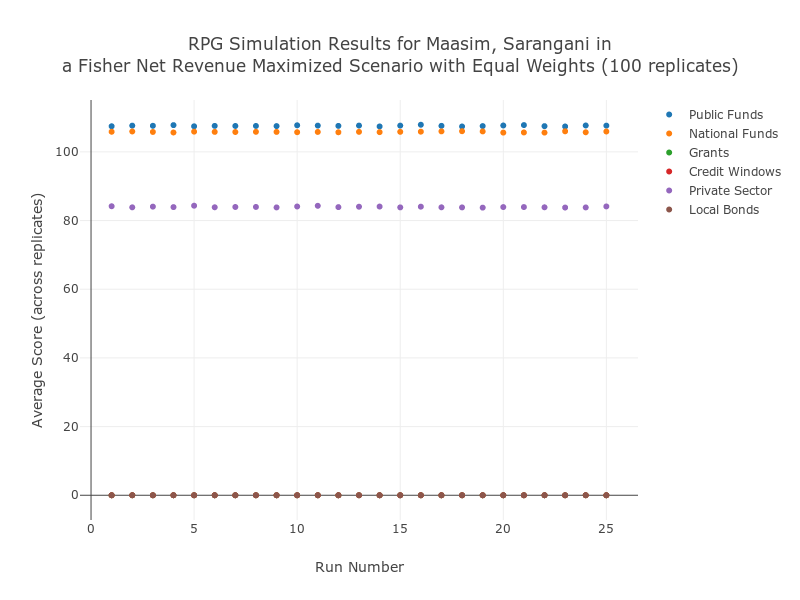 RPG Simulation Results for Maasim, Sarangani in
a Fisher Net Revenue Maximized Scenario with Equal Weights (100 replicates)
Public Funds
National Funds
Grants
Credit Windows
Private Sector
Local Bonds
Average Score (across replicates)
100
80
60
40
20
0
0
5
10
15
20
25
Run Number